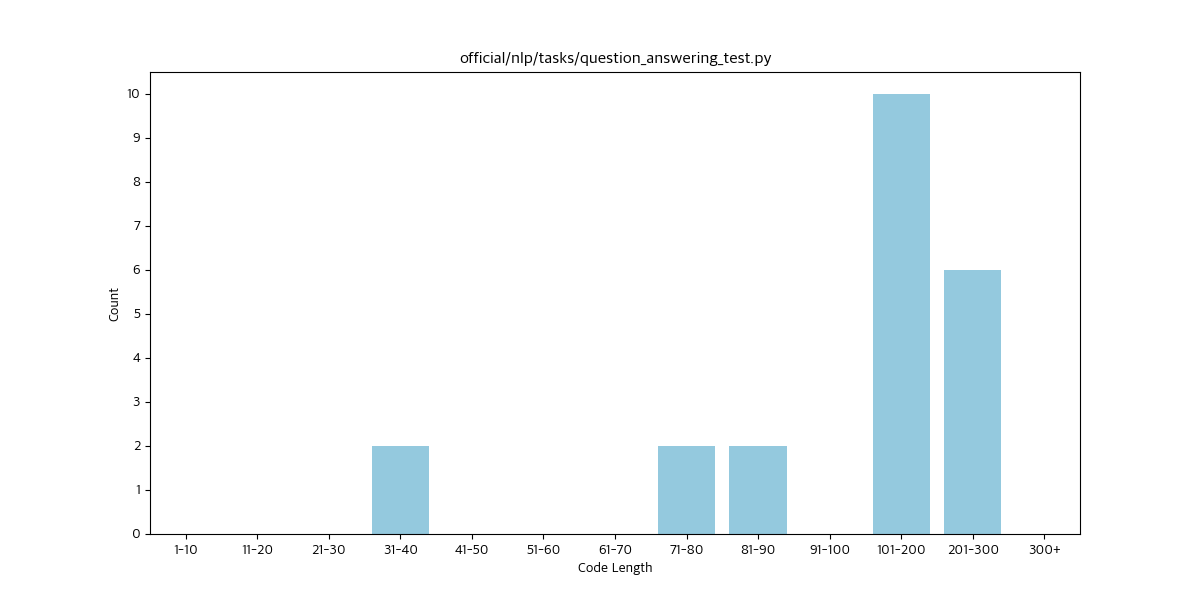 official/nlp/tasks/question_answering_test.py
10
9
8
7
6
5
4
3
2
1
0
Count
1-10 11-20 21-30 31-40 41-50 51-60 61-70 71-80 81-90 91-100 101-200 201-300 300+
Code Length